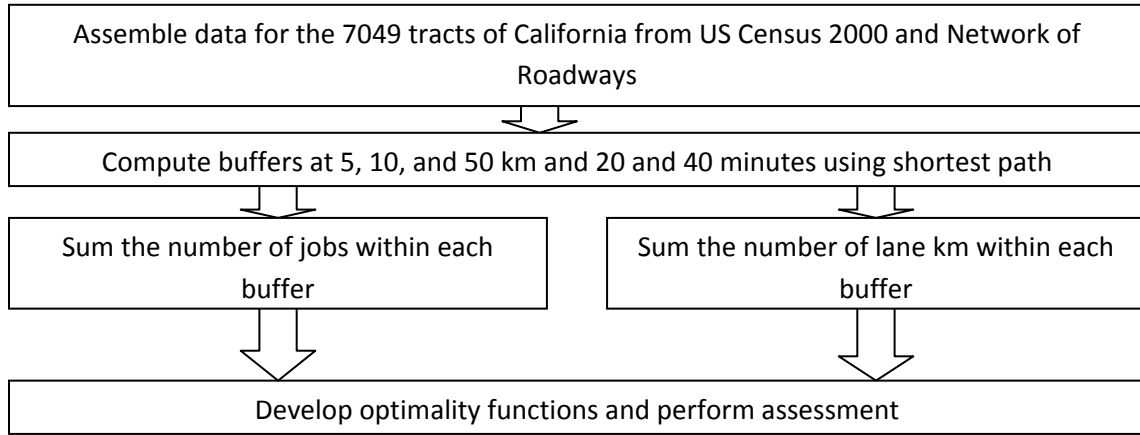 Assemble data for the 7049 tracts of California from US Census 2000 and Network of
Roadways
Compute buffers at 5, 10, and 50 km and 20 and 40 minutes using shortest path
Sum the number of jobs within each
buffer
Sum the number of lane km within each
buffer
Develop optimality functions and perform assessment